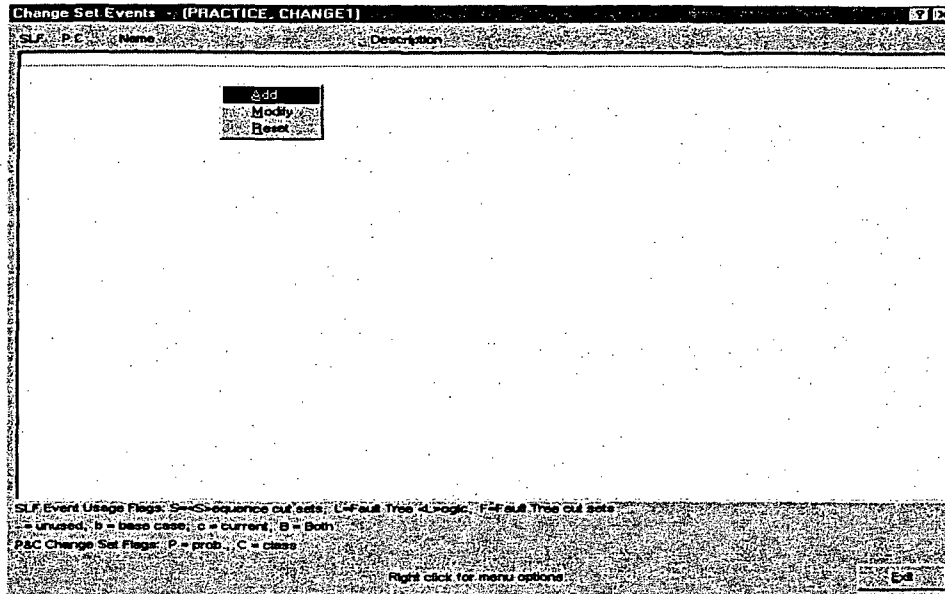 Change Set Events - (PRACTICE, CHANGE1)
SLF P C Name Description
Add
Modify
Reset
SLF Event Usage Flags: S=<S>equence cut sets, L=Fault Tree <L>ogic, F=Fault Tree cut sets
= unused, b = base case, c = current, B = Both
P&C Change Set Flags: P = prob., C = class
Right click for menu options.
Exit